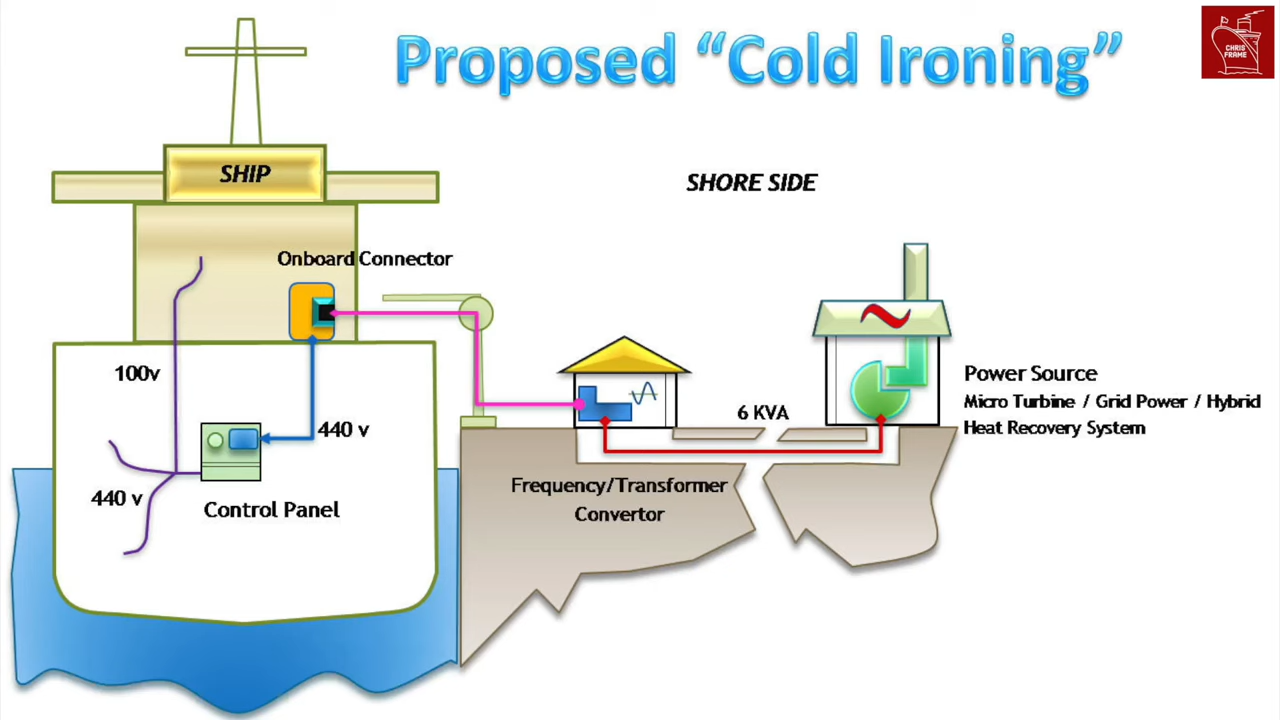 Proposed “Cold Ironing”
CHRIS
FRAME
SHIP
SHORE SIDE
Onboard Connector
100v
440 v
440 v
Control Panel
6 KVA
Frequency/Transformer
Convertor
Power Source
Micro Turbine / Grid Power / Hybrid
Heat Recovery System